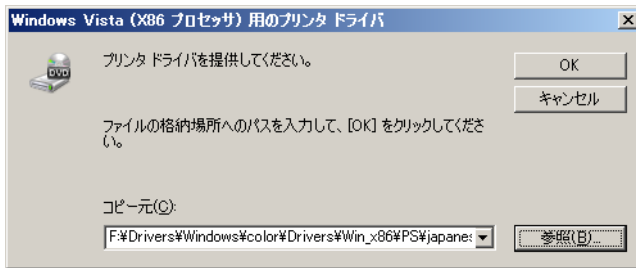 Windows Vista (X86 プロセッサ) 用のプリンタ ドライバ
プリンタ ドライバを提供してください。
OK
キャンセル
ファイルの格納場所へのパスを入力して、[OK] をクリックしてくださ
い。
コピー元(C):
F:¥Drivers¥Windows¥color¥Drivers¥Win_x86¥PS¥japanes
参照(B)...
DVD